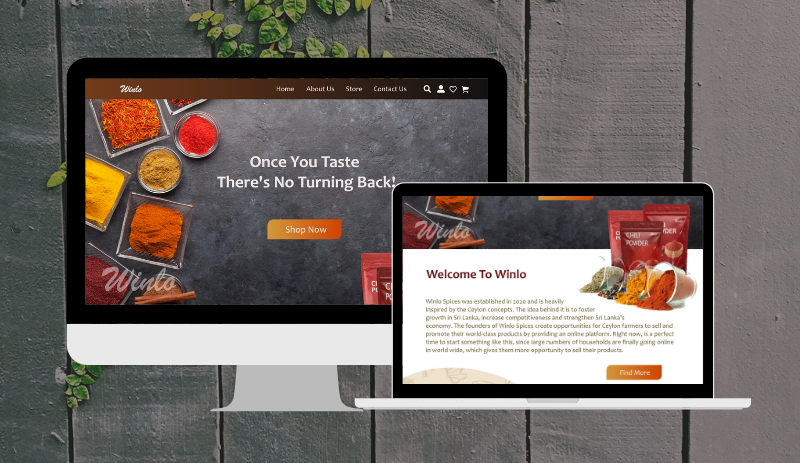 Winlo
Home About Us Store Contact Us
Once You Taste
There's No Turning Back!
Shop Now
Winlo
Winlo
CHILI
POWDER
Welcome To Winlo
Winlo Spices was established in 2020 and is heavily
inspired by the Ceylon concepts. The idea behind it is to foster
growth in Sri Lanka, increase competitiveness and strengthen Sri Lanka's
economy. The founders of Winlo Spices create opportunities for Ceylon farmers to sell and
promote their world-class products by providing an online platform. Right now, is a perfect
time to start something like this, since large numbers of households are finally going online
in world wide, which gives them more opportunity to sell their products.
Find More